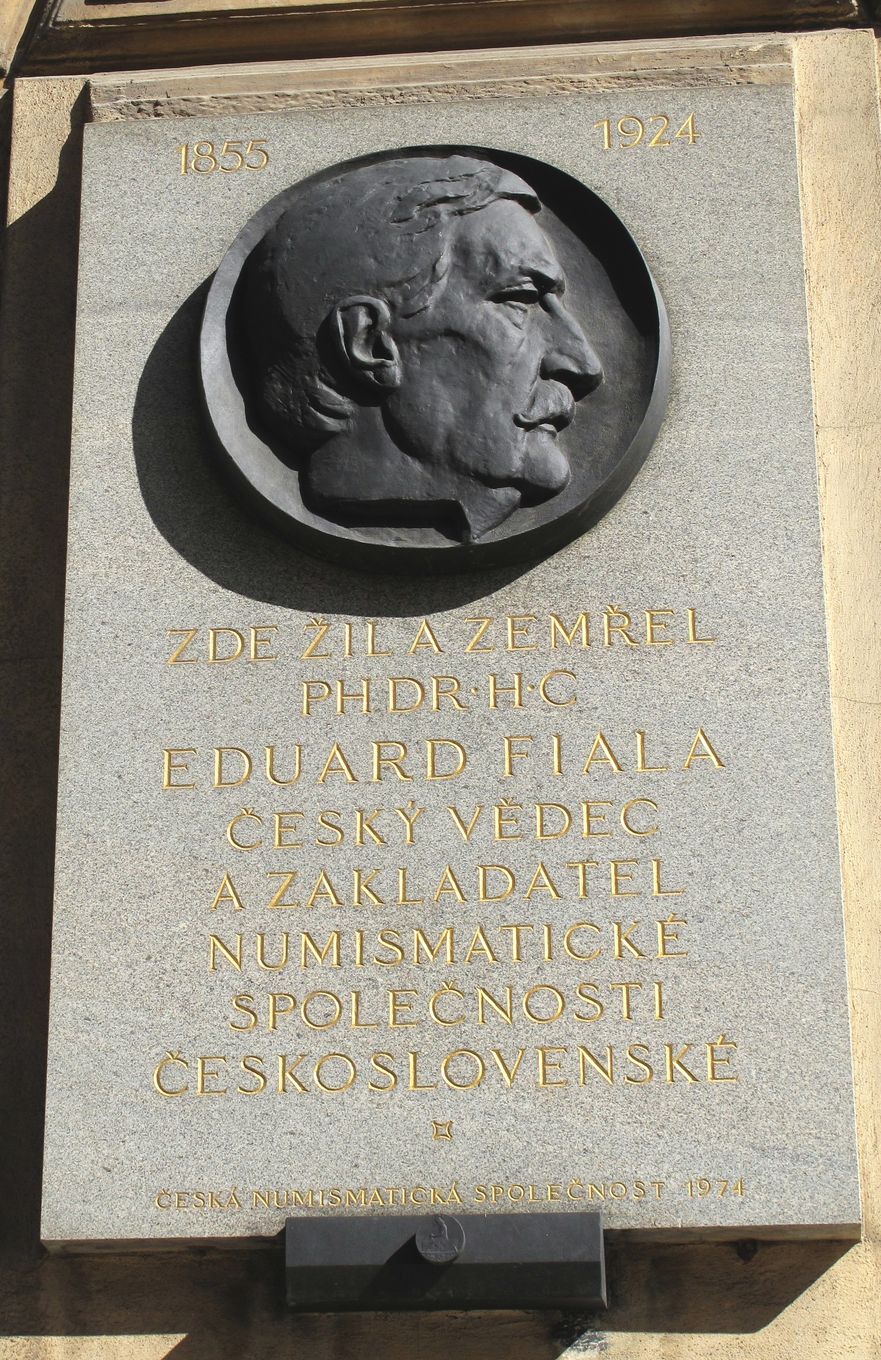 1855 1924
ZDE ŽIL A ZEMŘEL
PHDR·H·C
EDUARD FIALA
ČESKÝ VĚDEC
A ZAKLADATEL
NUMISMATICKÉ
SPOLEČNOSTI
ČESKOSLOVENSKÉ
ČESKÁ NUMISMATICKÁ SPOLEČNOST 1974